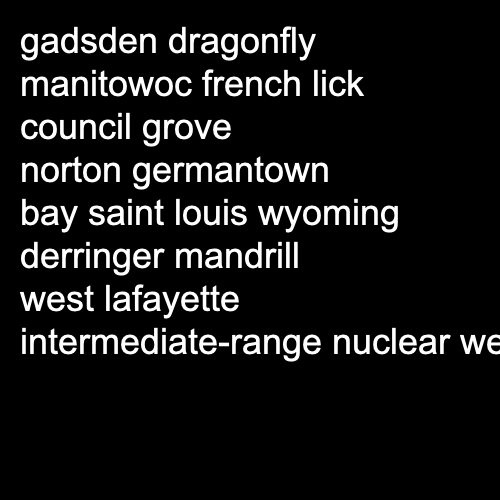 gadsden dragonfly
manitowoc french lick
council grove
norton germantown
bay saint louis wyoming
derringer mandrill
west lafayette
intermediate-range nuclear